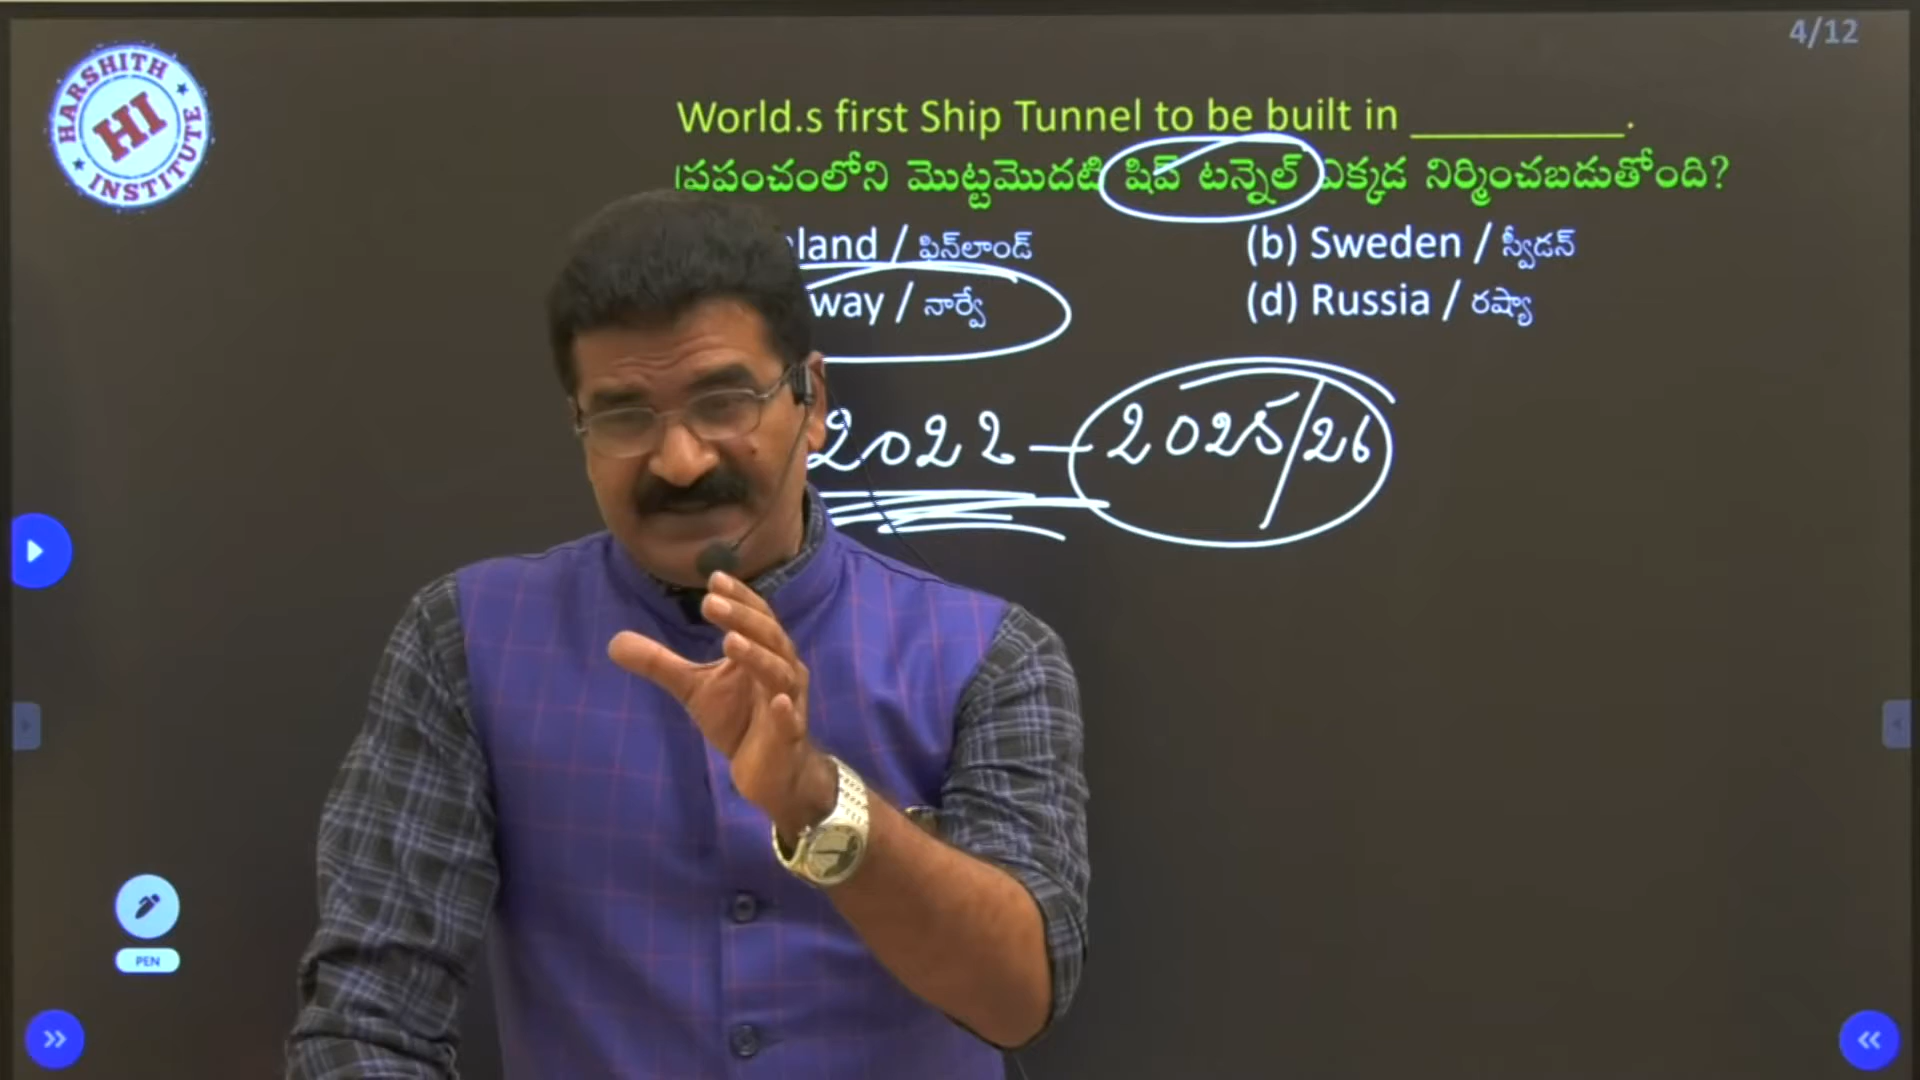 4/12
HARSHITH
HI
INSTITUTE
World.s first Ship Tunnel to be built in __________.
ప్రపంచంలోని మొట్టమొదటి షిప్ టన్నెల్ ఎక్కడ నిర్మించబడుతోంది?
land / ఫిన్‌లాండ్ (b) Sweden / స్వీడన్
way / నార్వే (d) Russia / రష్యా
2022 — 2025/26
PEN